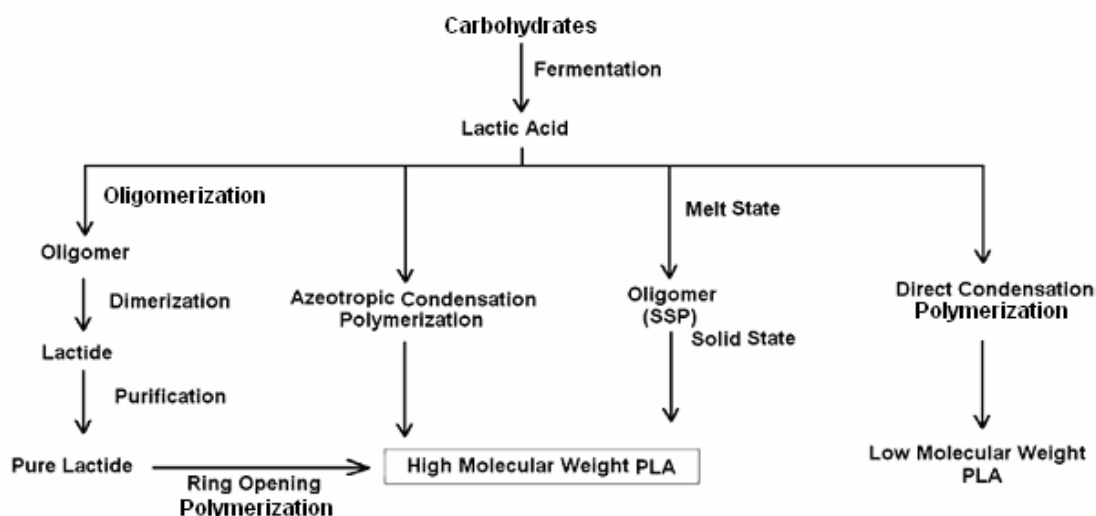 Carbohydrates
Fermentation
Lactic Acid
Oligomerization
Melt State
Oligomer
Dimerization
Azeotropic Condensation
Polymerization
Oligomer
(SSP)
Direct Condensation
Polymerization
Solid State
Lactide
Purification
Pure Lactide
Ring Opening
Polymerization
High Molecular Weight PLA
Low Molecular Weight
PLA